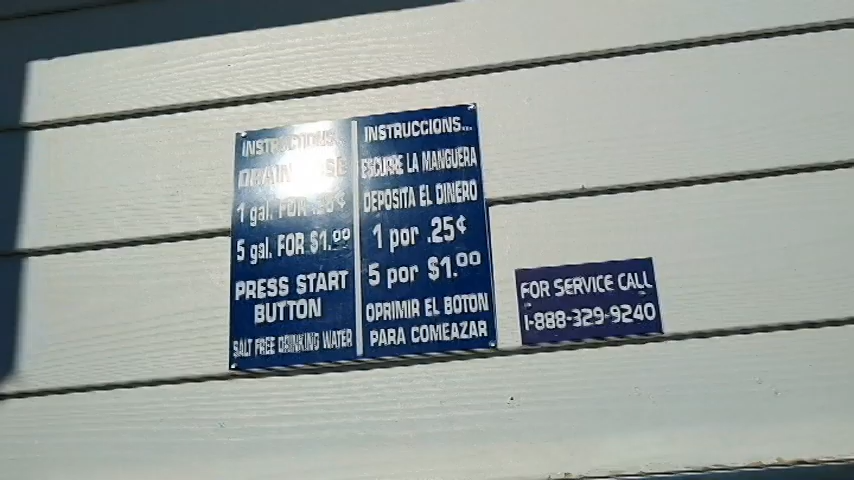 INSTRUCTIONS
DRAIN
1 gal. FOR .25¢
5 gal. FOR $1.00
PRESS START
BUTTON
SALT FREE DRINKING WATER
INSTRUCCIONS...
ESCURRE LA MANGUERA
DEPOSITA EL DINERO
1 por .25¢
5 por $1.00
OPRIMIR EL BOTON
PARA COMEAZAR
FOR SERVICE CALL
1-888-329-9240